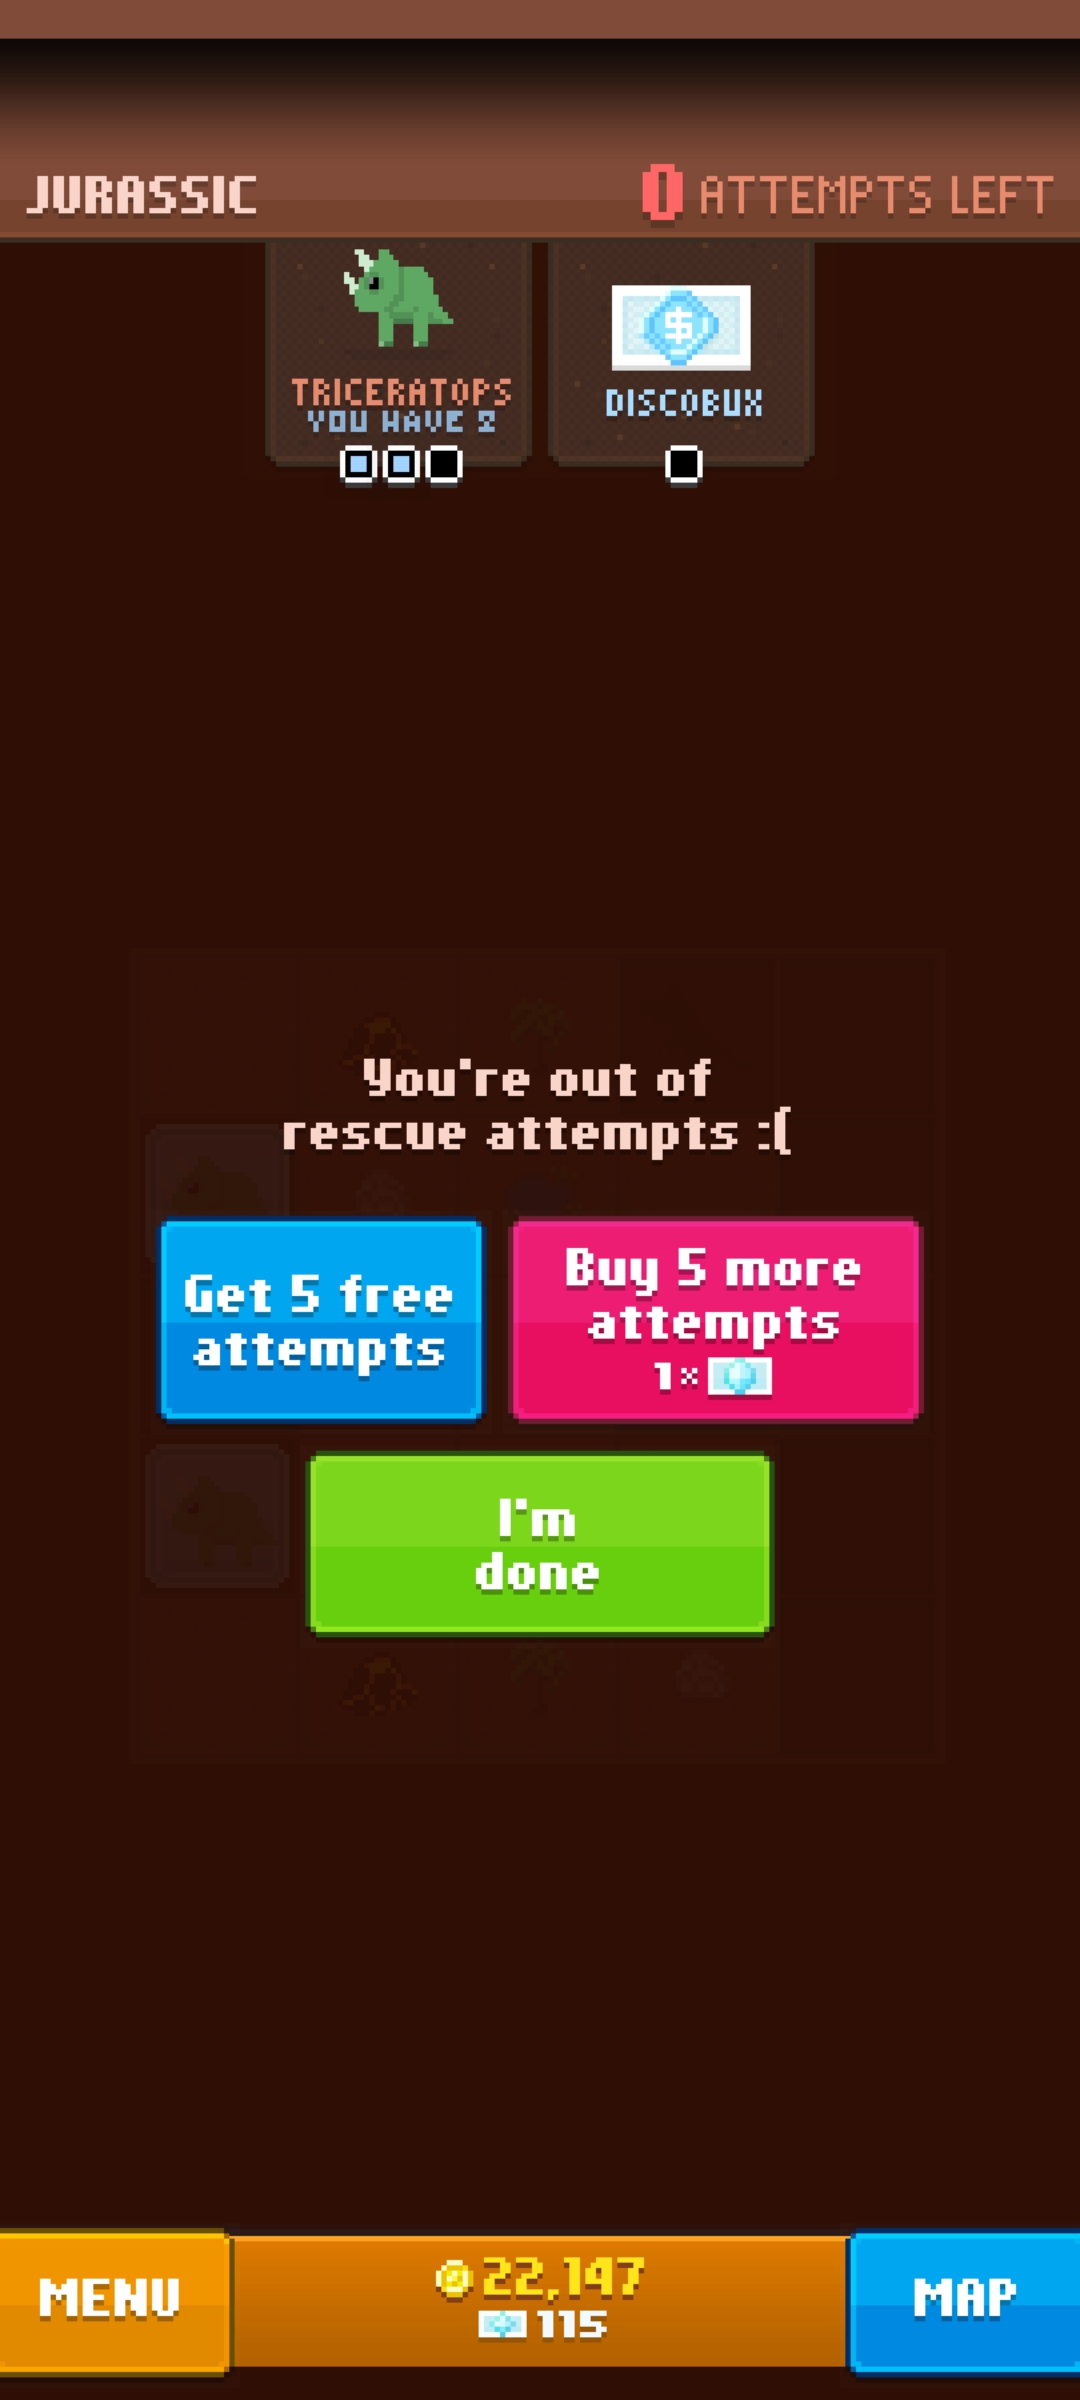 JURASSIC
0 ATTEMPTS LEFT
TRICERATOPS
YOU HAVE 2
$
DISCOBUX
You're out of
rescue attempts :(
Get 5 free
attempts
Buy 5 more
attempts
1×
I'm
done
MENU
22,147
115
MAP